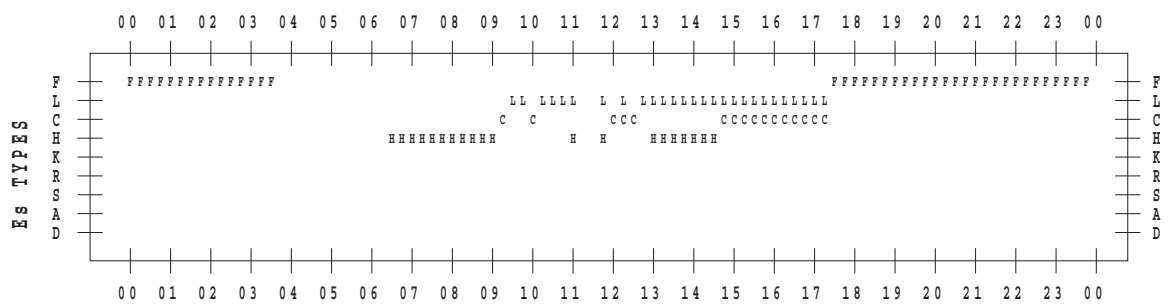 00 01 02 03 04 05 06 07 08 09 10 11 12 13 14 15 16 17 18 19 20 21 22 23 00
Es TYPES
F FFFFFFFFFFFFFFF FFFFFFFFFFFFFFFFFFFFFFFFFF F
L LL LLLL L L LLLLLLLLLLLLLLLLLLL L
C C C CCC CCCCCCCCCCC C
H HHHHHHHHHHH H H HHHHHHH H
K K
R R
S S
A A
D D
00 01 02 03 04 05 06 07 08 09 10 11 12 13 14 15 16 17 18 19 20 21 22 23 00